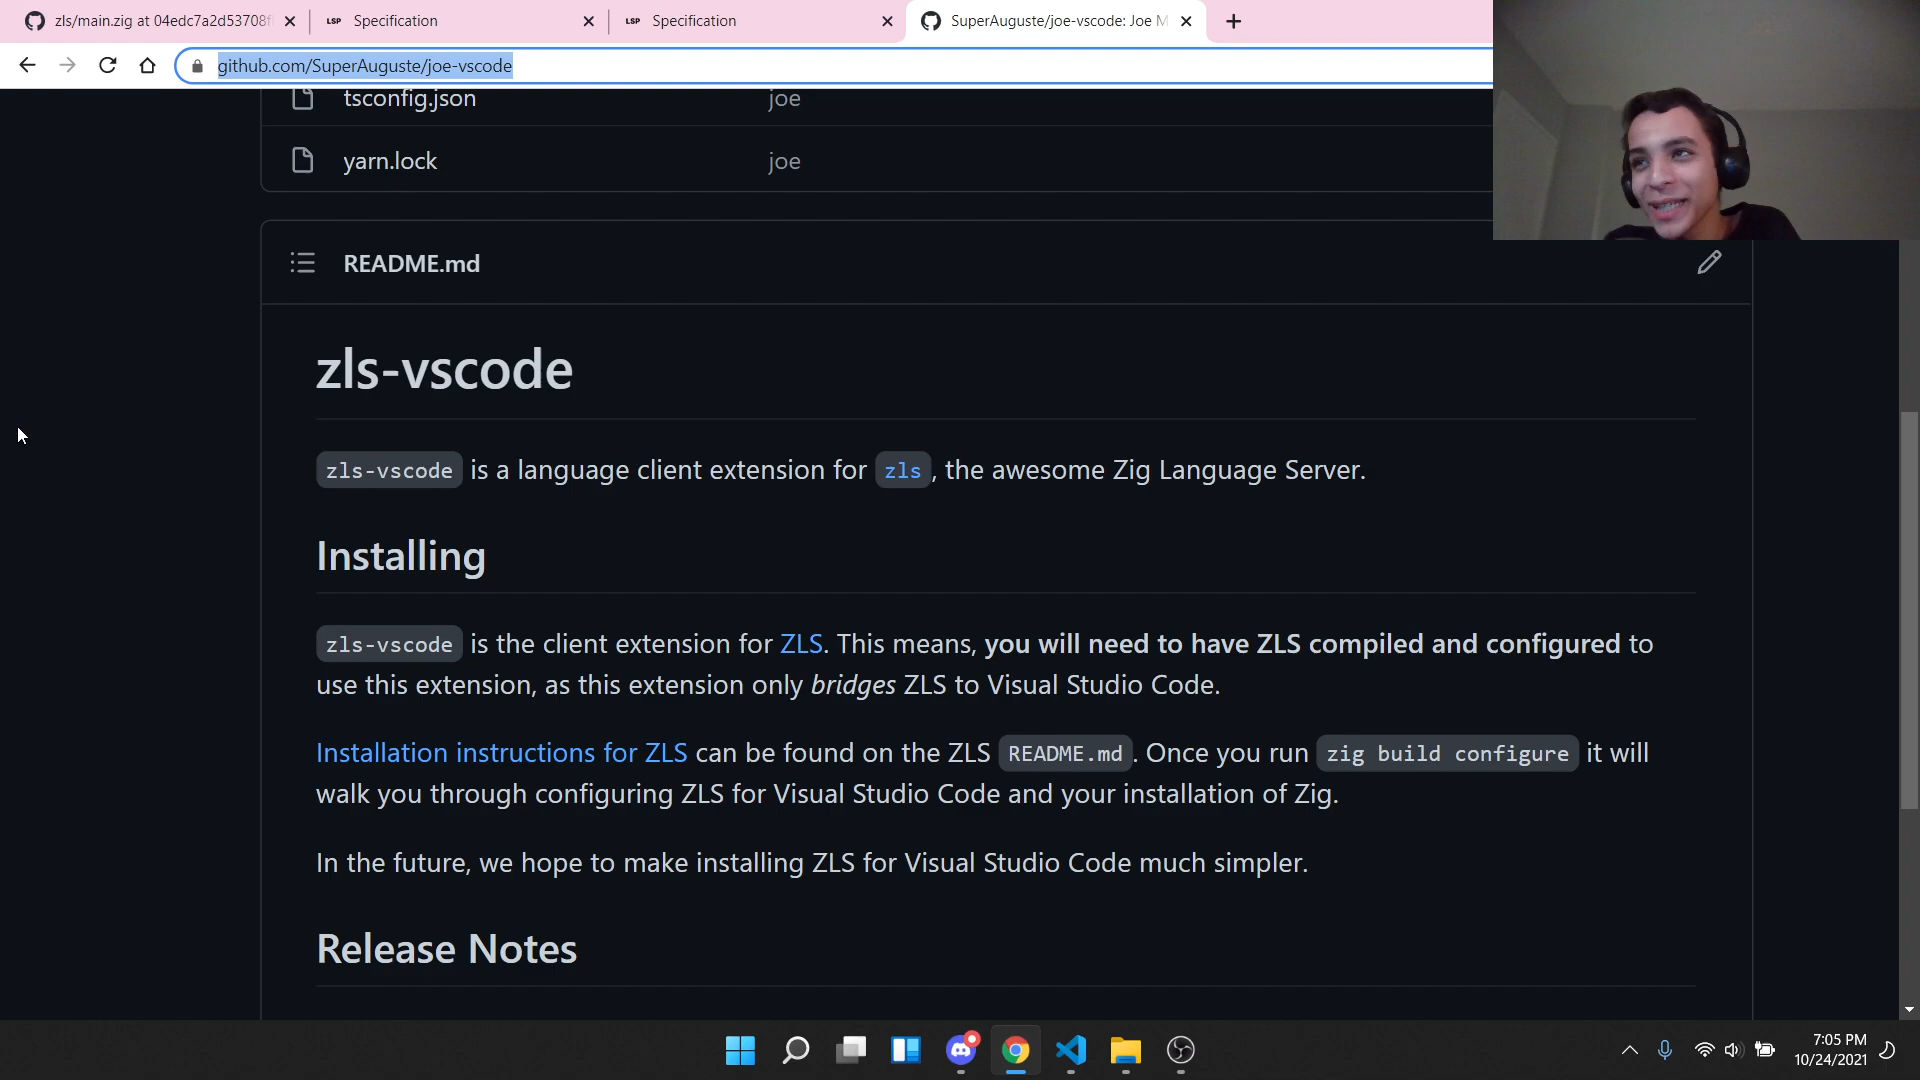 zls/main.zig at 04edc7a2d53708f
LSP Specification
LSP Specification
SuperAuguste/joe-vscode: Joe M
github.com/SuperAuguste/joe-vscode
tsconfig.json joe
yarn.lock joe
README.md
zls-vscode
zls-vscode is a language client extension for zls, the awesome Zig Language Server.
Installing
zls-vscode is the client extension for ZLS. This means, you will need to have ZLS compiled and configured to
use this extension, as this extension only bridges ZLS to Visual Studio Code.
Installation instructions for ZLS can be found on the ZLS README.md. Once you run zig build configure it will
walk you through configuring ZLS for Visual Studio Code and your installation of Zig.
In the future, we hope to make installing ZLS for Visual Studio Code much simpler.
Release Notes
7:05 PM
10/24/2021